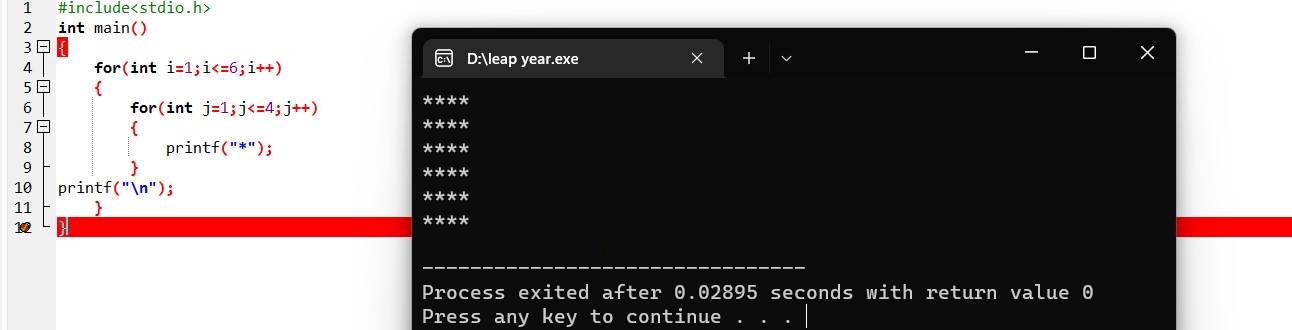 1 #include<stdio.h>
2 int main()
3 {
4 for(int i=1;i<=6;i++)
5 {
6 for(int j=1;j<=4;j++)
7 {
8 printf("*");
9 }
10 printf("\n");
11 }
12 }
D:\leap year.exe
****
****
****
****
****
****
--------------------------------
Process exited after 0.02895 seconds with return value 0
Press any key to continue . . .